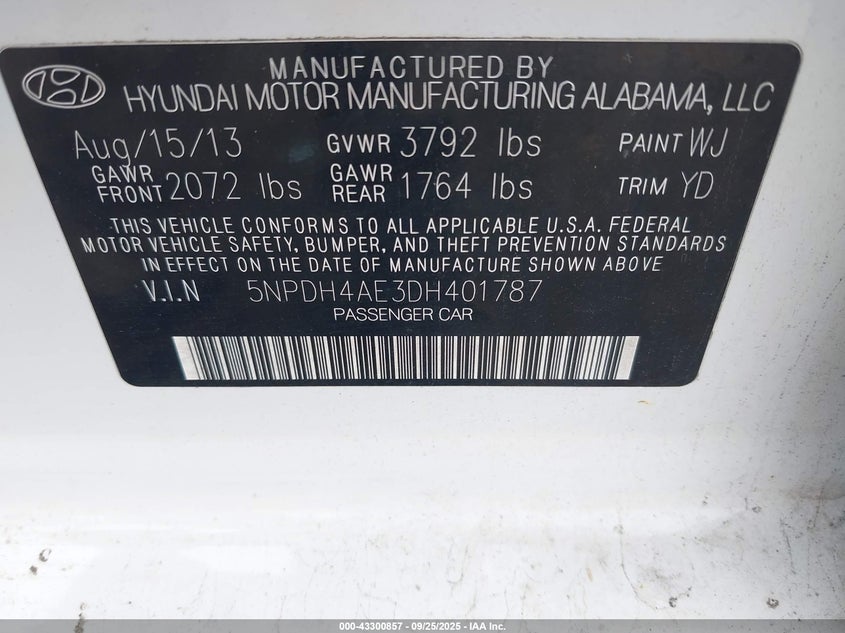 MANUFACTURED BY
HYUNDAI MOTOR MANUFACTURING ALABAMA, LLC
Aug/15/13 GVWR 3792 lbs PAINT WJ
GAWR FRONT 2072 lbs GAWR REAR 1764 lbs TRIM YD
THIS VEHICLE CONFORMS TO ALL APPLICABLE U.S.A. FEDERAL
MOTOR VEHICLE SAFETY, BUMPER, AND THEFT PREVENTION STANDARDS
IN EFFECT ON THE DATE OF MANUFACTURE SHOWN ABOVE
V.I.N 5NPDH4AE3DH401787
PASSENGER CAR
000-43300857 - 09/25/2025 - IAA Inc.